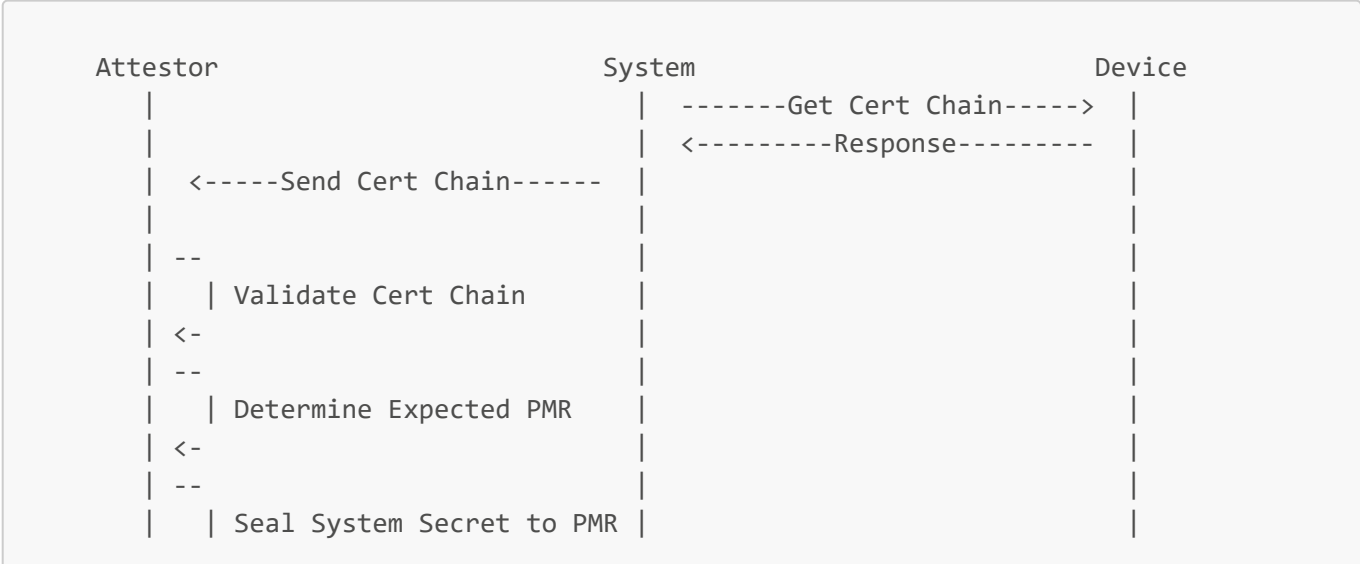 Attestor                         System                          Device
   |                               |  -------Get Cert Chain----->  |
   |                               |  <---------Response---------  |
   |  <-----Send Cert Chain------  |                               |
   |                               |                               |
   | --                            |                               |
   |   | Validate Cert Chain       |                               |
   | <-                            |                               |
   | --                            |                               |
   |   | Determine Expected PMR    |                               |
   | <-                            |                               |
   | --                            |                               |
   |   | Seal System Secret to PMR |                               |